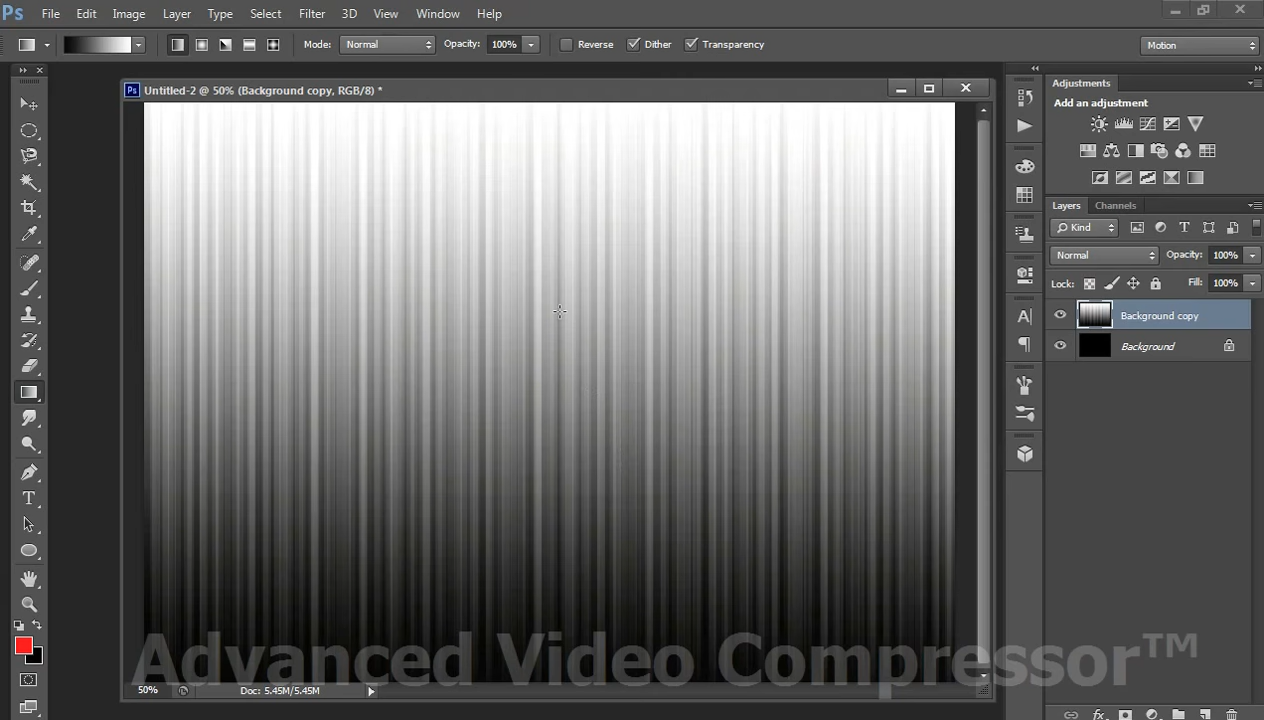 Ps File Edit Image Layer Type Select Filter 3D View Window Help
Mode: Normal Opacity: 100% Reverse Dither Transparency Motion
Ps Untitled-2 @ 50% (Background copy, RGB/8) *
Adjustments
Add an adjustment
Layers Channels
Kind
Normal Opacity: 100%
Lock: Fill: 100%
Background copy
Background
Advanced Video Compressor™
50% Doc: 5.45M/5.45M